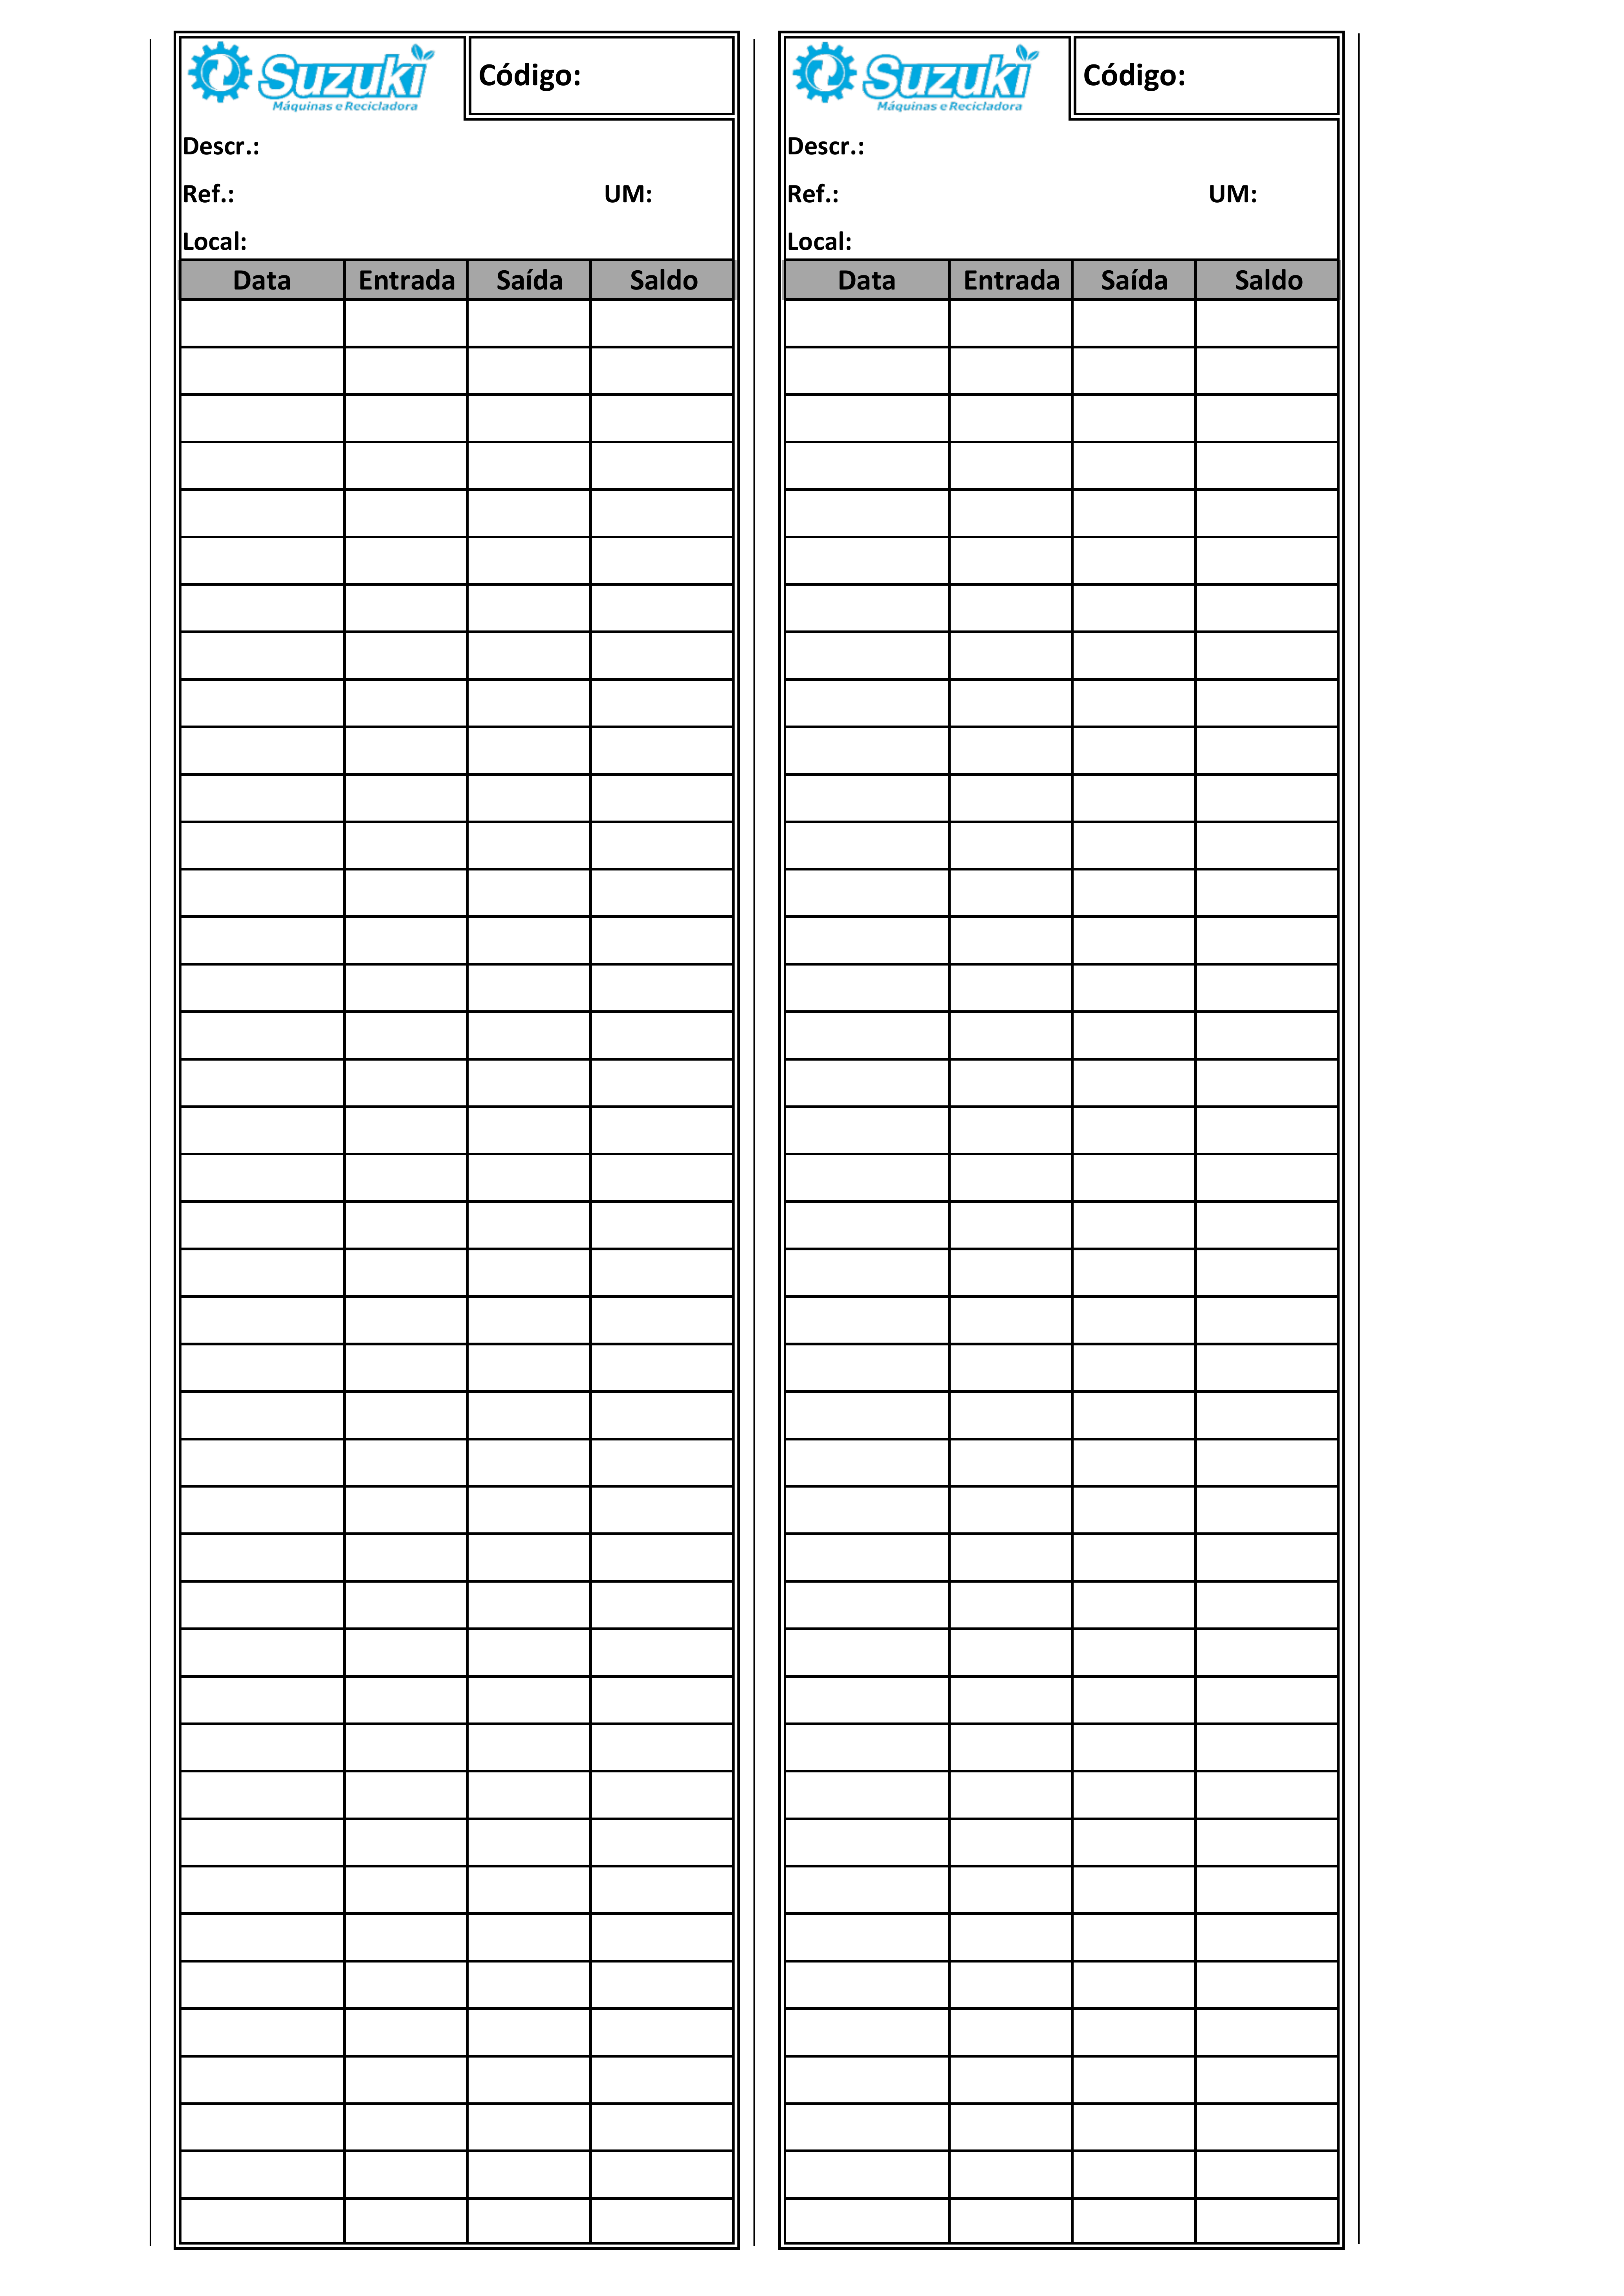 Suzuki
Máquinas e Recicladora
Código:
Descr.:
Ref.: UM:
Local:
Data Entrada Saída Saldo
Suzuki
Máquinas e Recicladora
Código:
Descr.:
Ref.: UM:
Local:
Data Entrada Saída Saldo